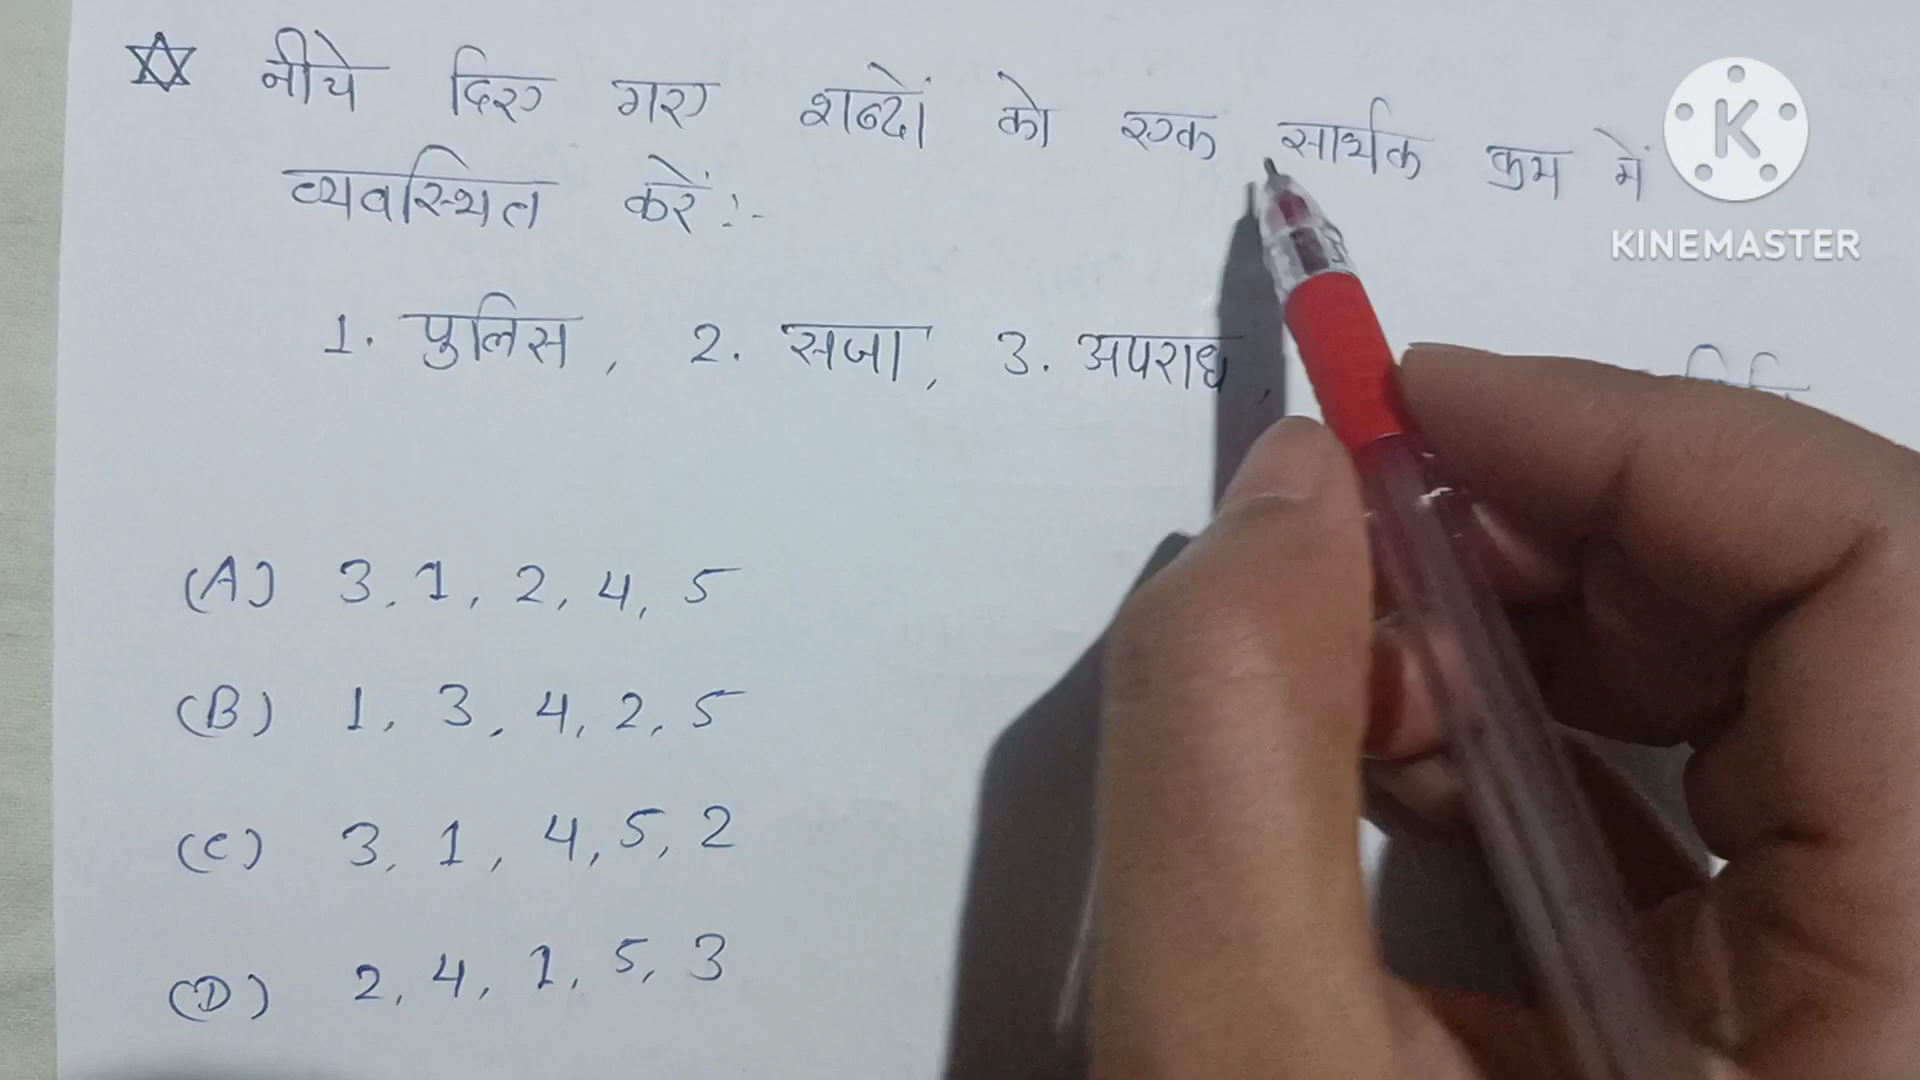 नीचे दिए गए शब्दों को एक सार्थक क्रम में
व्यवस्थित करें :-
1. पुलिस , 2. सजा , 3. अपराध ,
(A) 3, 1, 2, 4, 5
(B) 1, 3, 4, 2, 5
(C) 3, 1, 4, 5, 2
(D) 2, 4, 1, 5, 3
K
KINEMASTER